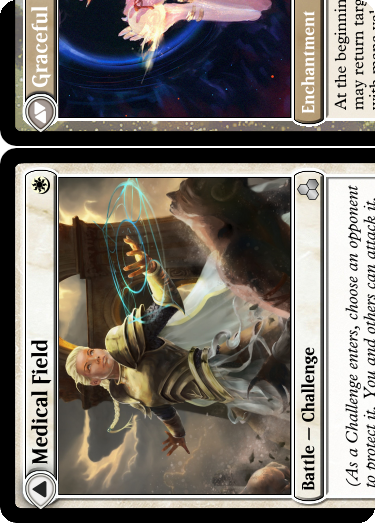 Graceful
Enchantment
At the beginnin
may return targ
Medical Field
Battle — Challenge
(As a Challenge enters, choose an opponent
to protect it. You and others can attack it.